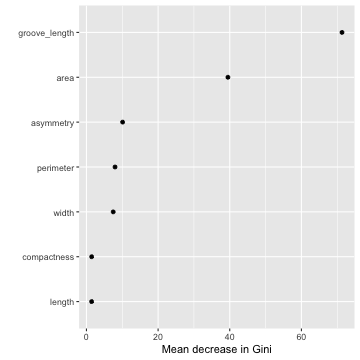 groove_length
area
asymmetry
perimeter
width
compactness
length
0 20 40 60
Mean decrease in Gini